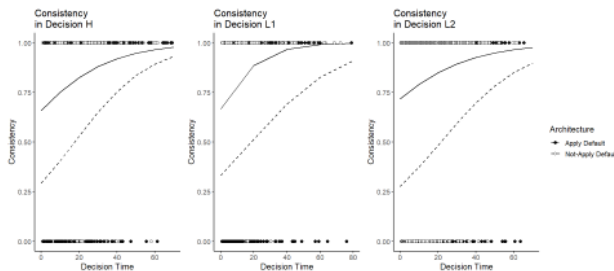 Consistency
in Decision H
Consistency
in Decision L1
Consistency
in Decision L2
1.00
0.75
0.50
0.25
0.00
Consistency
0
20
40
60
Decision Time
1.00
0.75
0.50
0.25
0.00
Consistency
0
20
40
60
80
Decision Time
1.00
0.75
0.50
0.25
0.00
Consistency
0
20
40
60
Decision Time
Architecture
Apply Default
Not-Apply Default